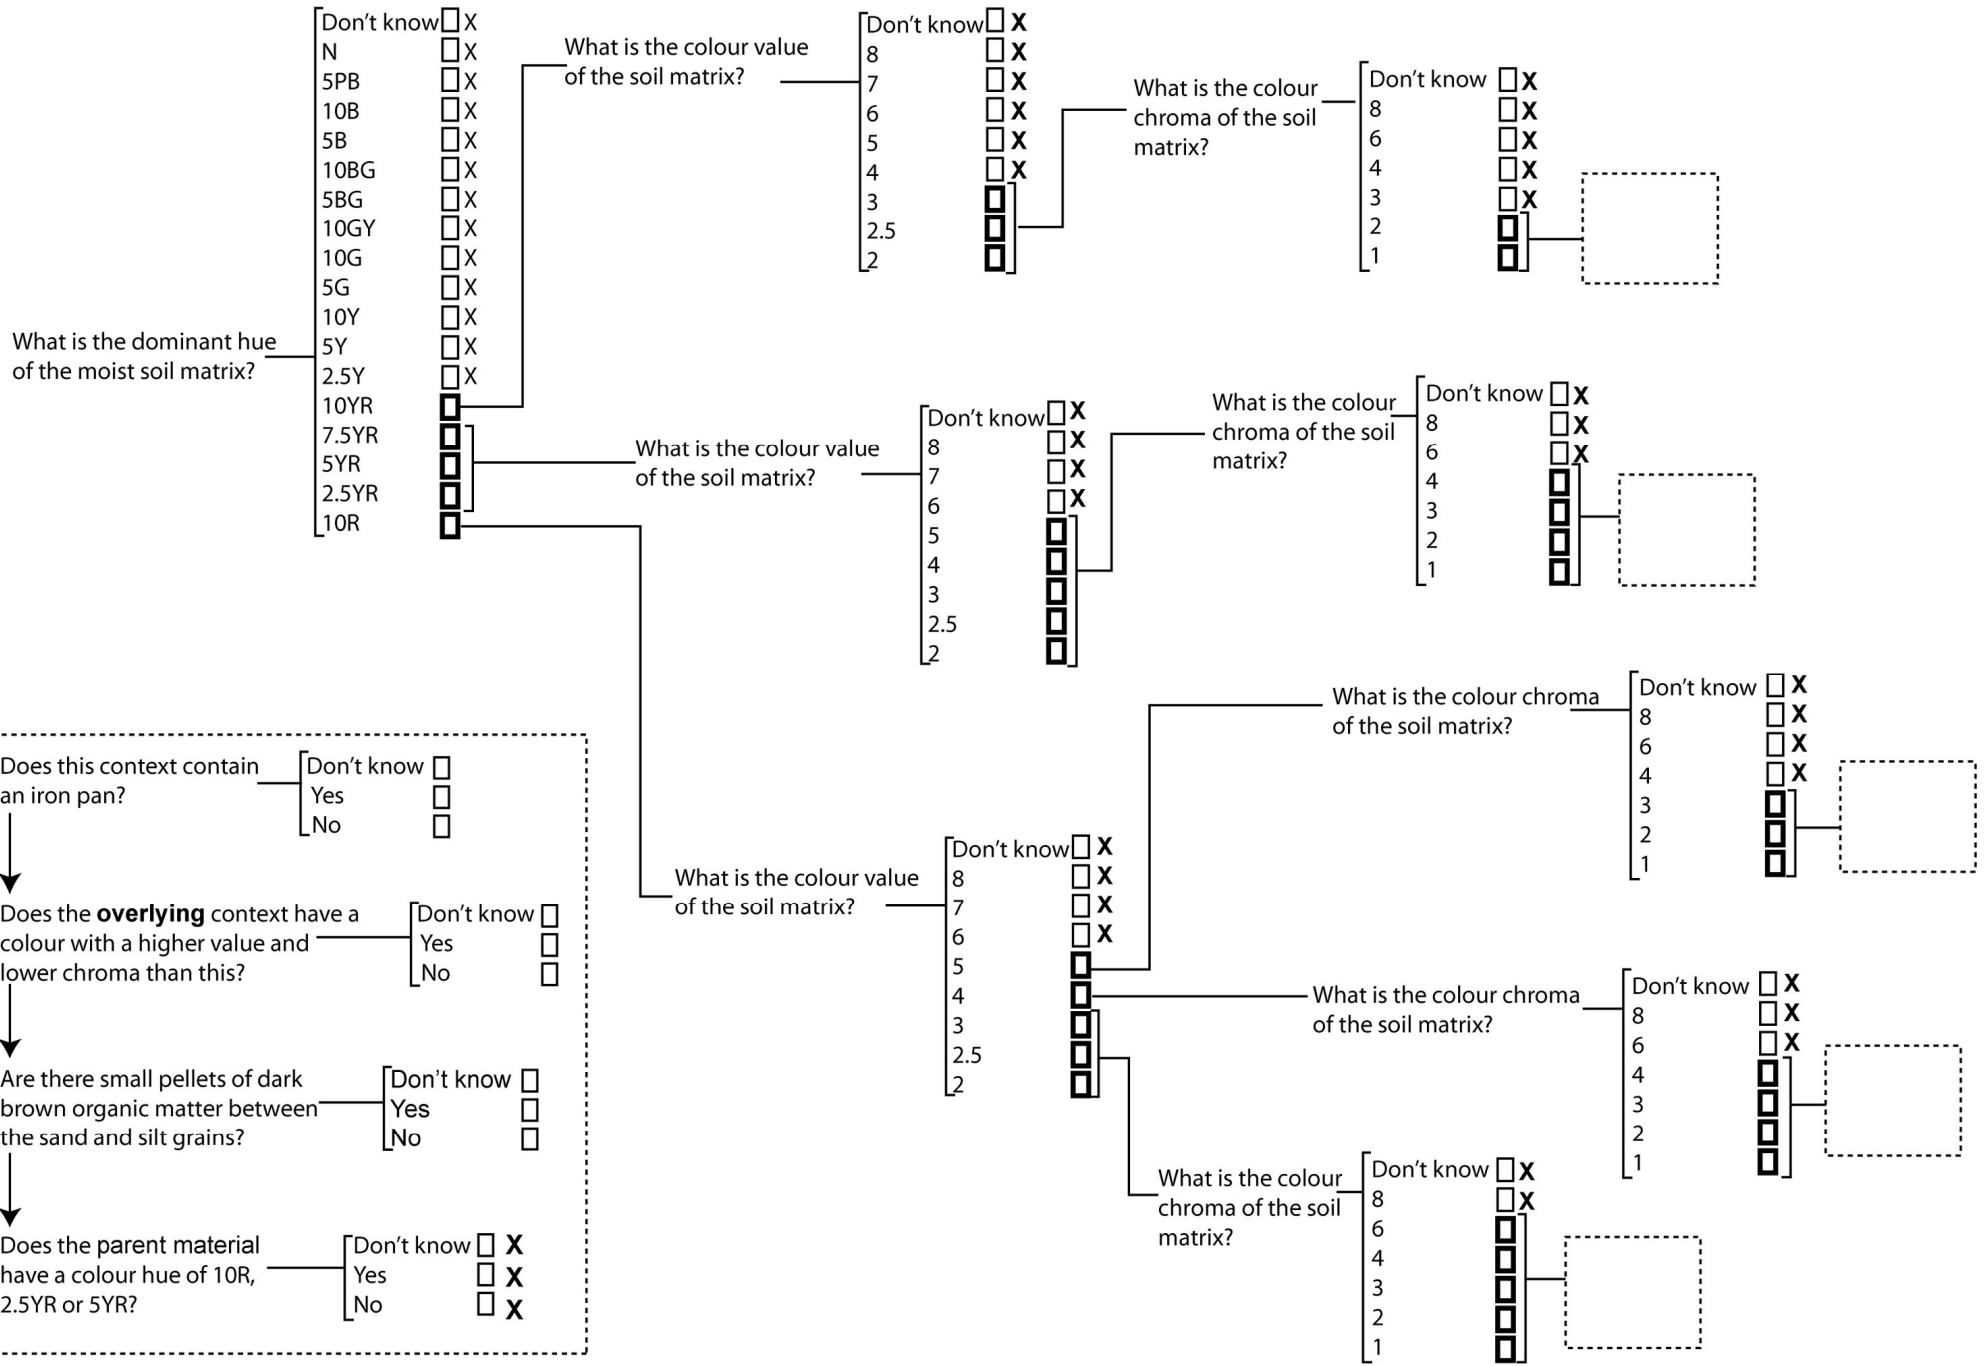 What is the dominant hue
of the moist soil matrix?
Don't know X
N X
5PB X
10B X
5B X
10BG X
5BG X
10GY X
10G X
5G X
10Y X
5Y X
2.5Y X
10YR
7.5YR
5YR
2.5YR
10R
What is the colour value
of the soil matrix?
Don't know X
8 X
7 X
6 X
5 X
4 X
3
2.5
2
What is the colour
chroma of the soil
matrix?
Don't know X
8 X
6 X
4 X
3 X
2
1
What is the colour value
of the soil matrix?
Don't know X
8 X
7 X
6 X
5
4
3
2.5
2
What is the colour
chroma of the soil
matrix?
Don't know X
8 X
6 X
4
3
2
1
What is the colour value
of the soil matrix?
Don't know X
8 X
7 X
6 X
5
4
3
2.5
2
What is the colour chroma
of the soil matrix?
Don't know X
8 X
6 X
4 X
3
2
1
What is the colour chroma
of the soil matrix?
Don't know X
8 X
6 X
4
3
2
1
What is the colour
chroma of the soil
matrix?
Don't know X
8 X
6
4
3
2
1
Does this context contain
an iron pan?
Don't know
Yes
No
Does the overlying context have a
colour with a higher value and
lower chroma than this?
Don't know
Yes
No
Are there small pellets of dark
brown organic matter between
the sand and silt grains?
Don't know
Yes
No
Does the parent material
have a colour hue of 10R,
2.5YR or 5YR?
Don't know X
Yes X
No X